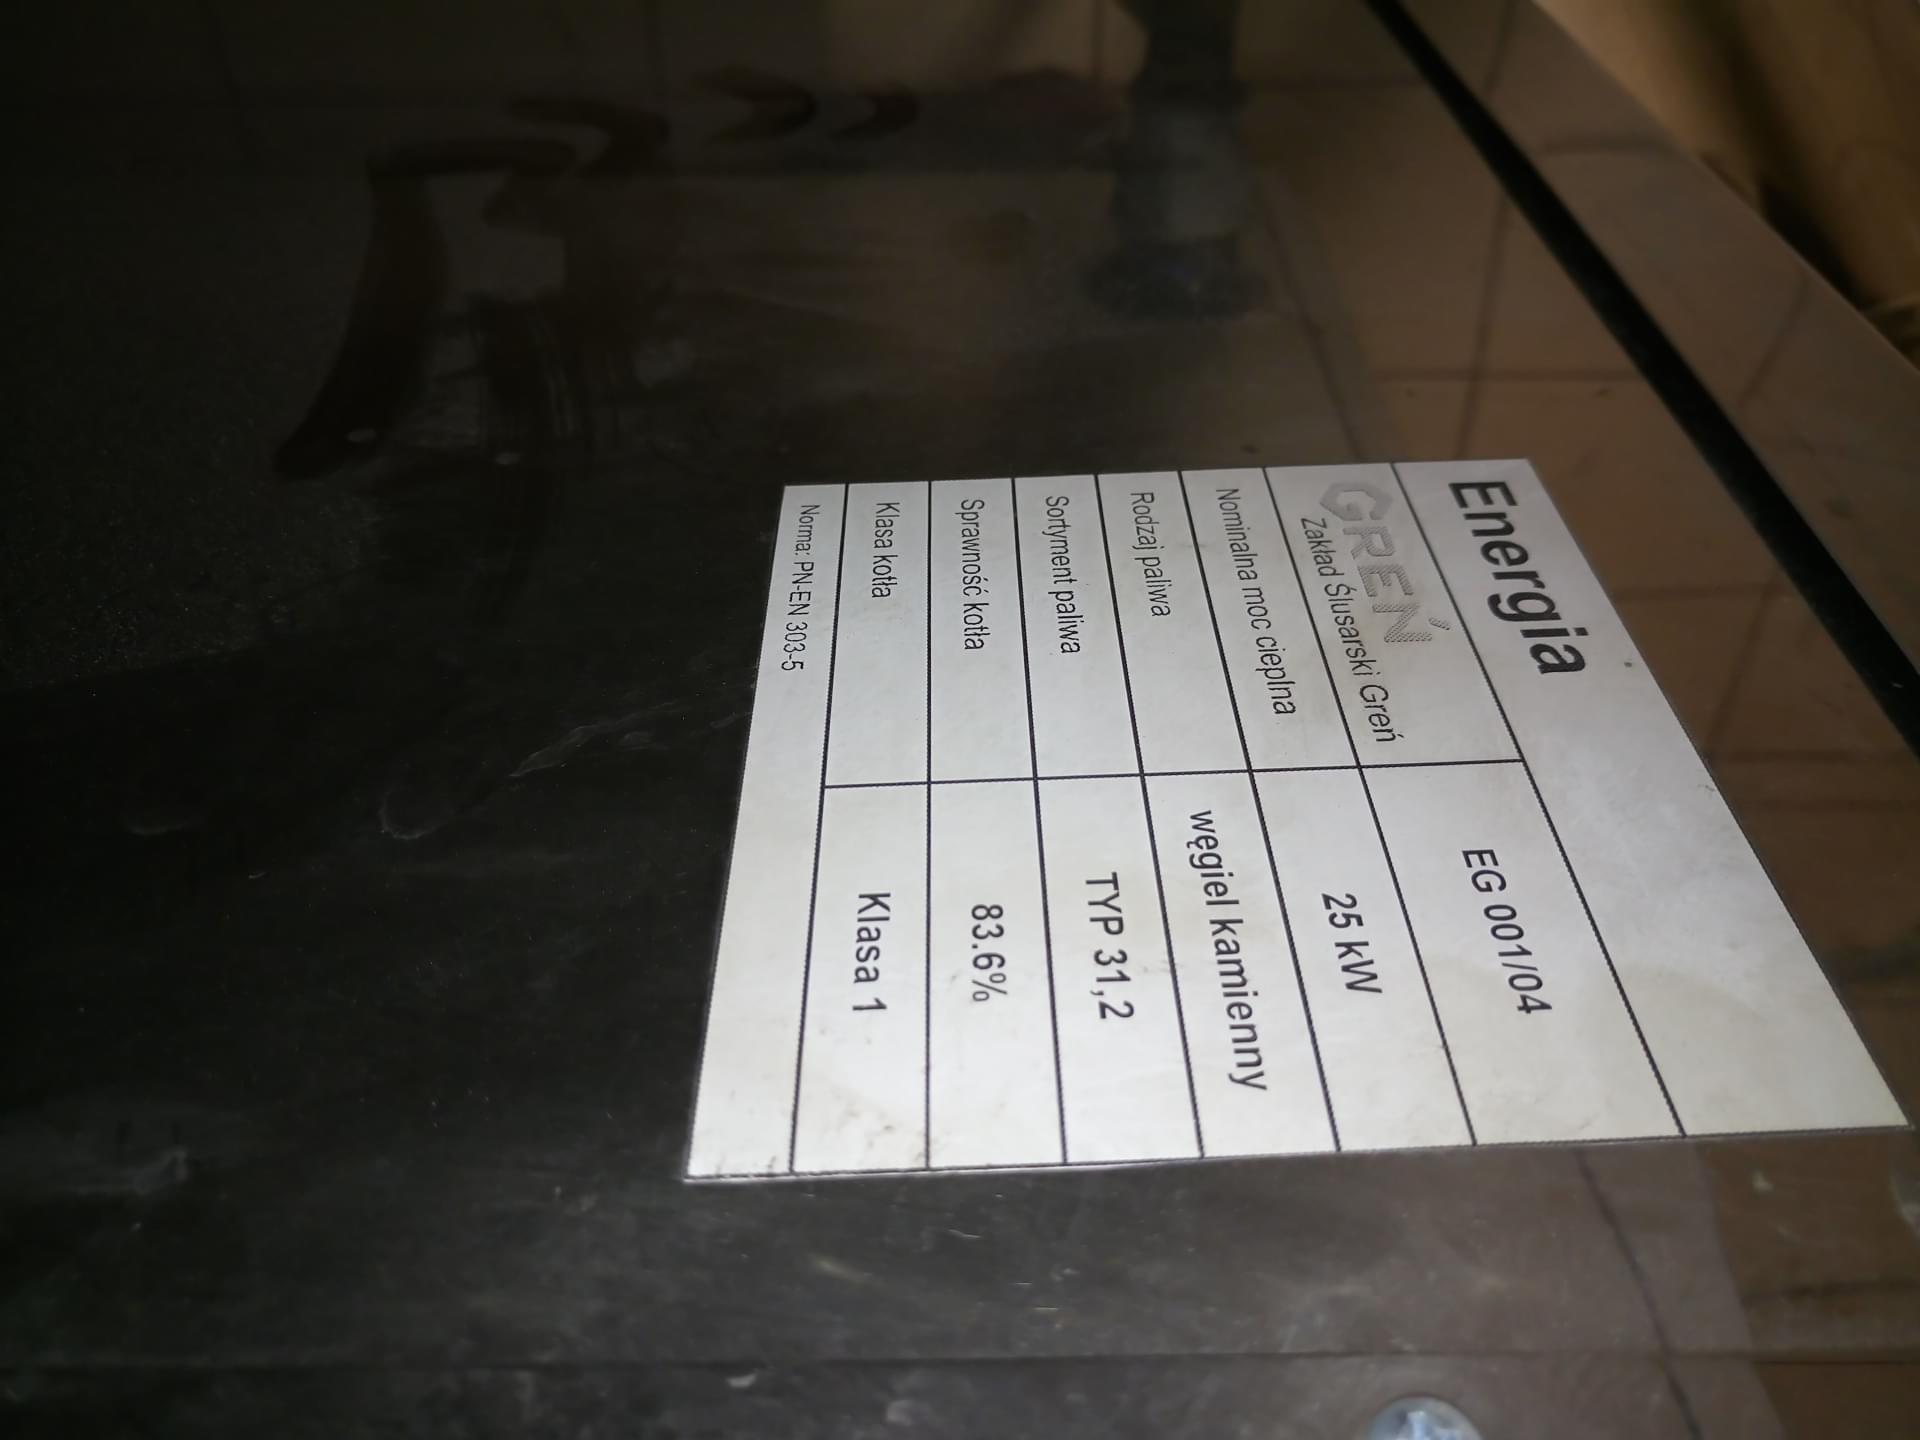 Energia
GREŃ
Zakład Ślusarski Greń
EG 001/04
Nominalna moc cieplna
25 kW
Rodzaj paliwa
węgiel kamienny
Sortyment paliwa
TYP 31,2
Sprawność kotła
83.6%
Klasa kotła
Klasa 1
Norma: PN-EN 303-5